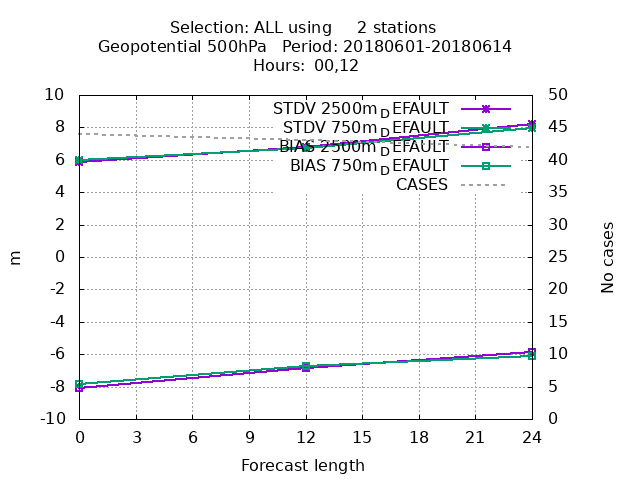 Selection: ALL using     2 stations
Geopotential 500hPa   Period: 20180601-20180614
Hours:  00,12
10 50
STDV 2500m_DEFAULT
8 45
STDV 750m_DEFAULT
BIAS 2500m_DEFAULT
6 40
BIAS 750m_DEFAULT
CASES
4 35
2 30
0 25
-2 20
-4 15
-6 10
-8 5
-10 0
m
No cases
0 3 6 9 12 15 18 21 24
Forecast length